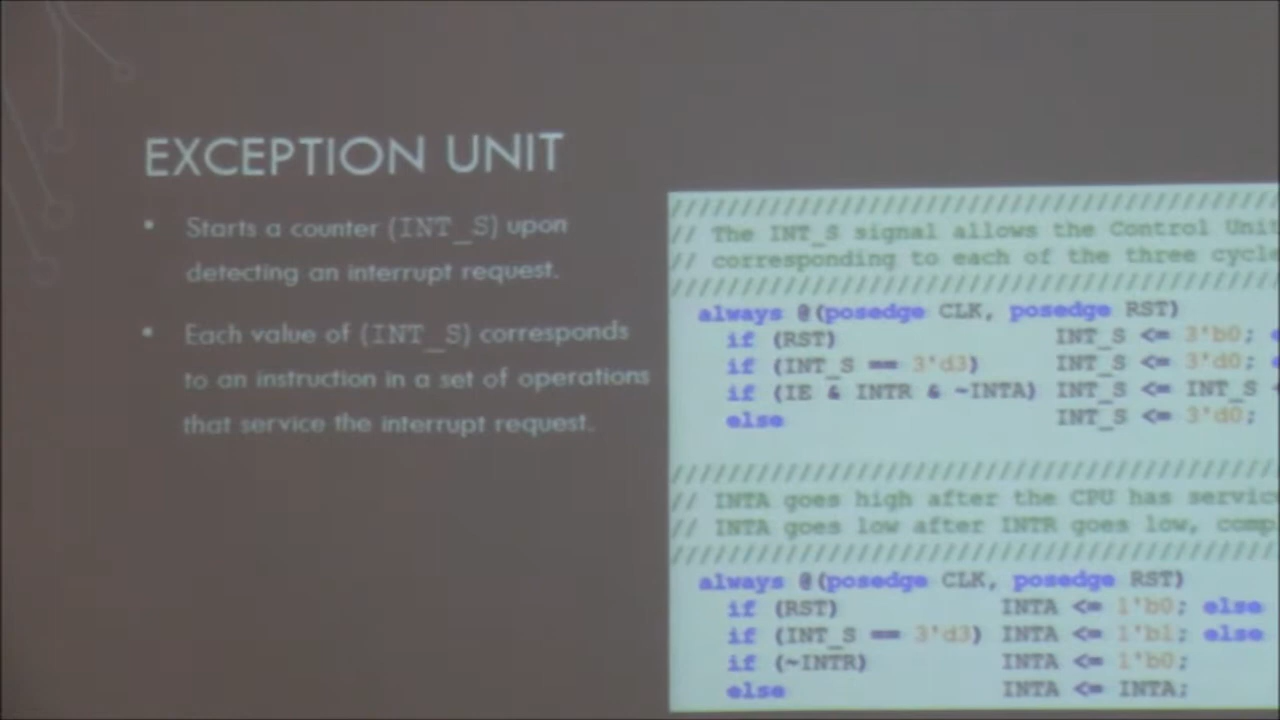 EXCEPTION UNIT
• Starts a counter (INT_S) upon
detecting an interrupt request.
• Each value of (INT_S) corresponds
to an instruction in a set of operations
that service the interrupt request.
////////////////////////////////////////////
// The INT_S signal allows the Control Unit
// corresponding to each of the three cycle
////////////////////////////////////////////
always @(posedge CLK, posedge RST)
if (RST) INT_S <= 3'b0;
if (INT_S == 3'd3) INT_S <= 3'd0;
if (IE & INTR & ~INTA) INT_S <= INT_S
else INT_S <= 3'd0;
////////////////////////////////////////////
// INTA goes high after the CPU has servic
// INTA goes low after INTR goes low, comp
////////////////////////////////////////////
always @(posedge CLK, posedge RST)
if (RST) INTA <= 1'b0; else
if (INT_S == 3'd3) INTA <= 1'b1; else
if (~INTR) INTA <= 1'b0;
else INTA <= INTA;